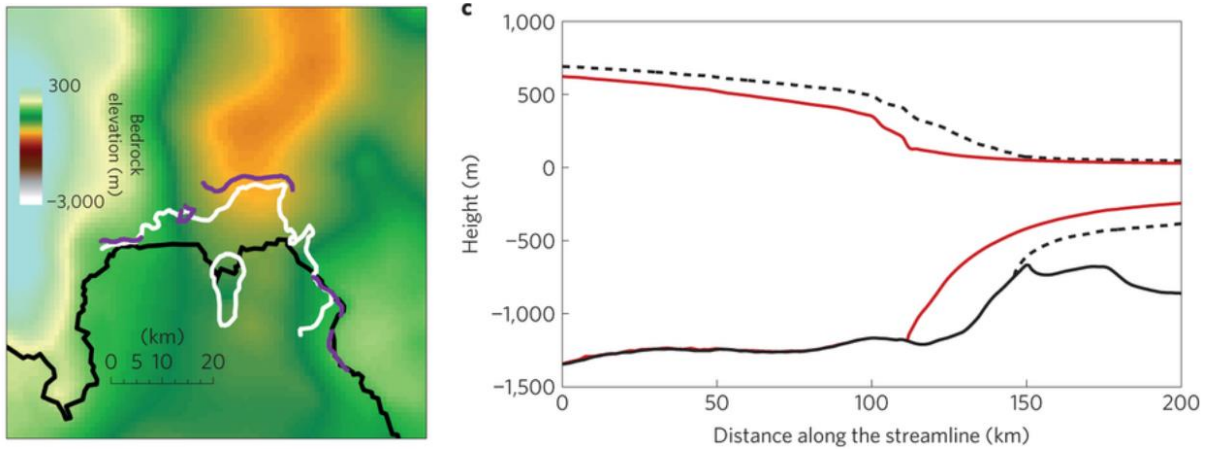 300
Bedrock
elevation (m)
−3,000
(km)
0 5 10 20
c
1,000
500
0
−500
−1,000
−1,500
Height (m)
0 50 100 150 200
Distance along the streamline (km)